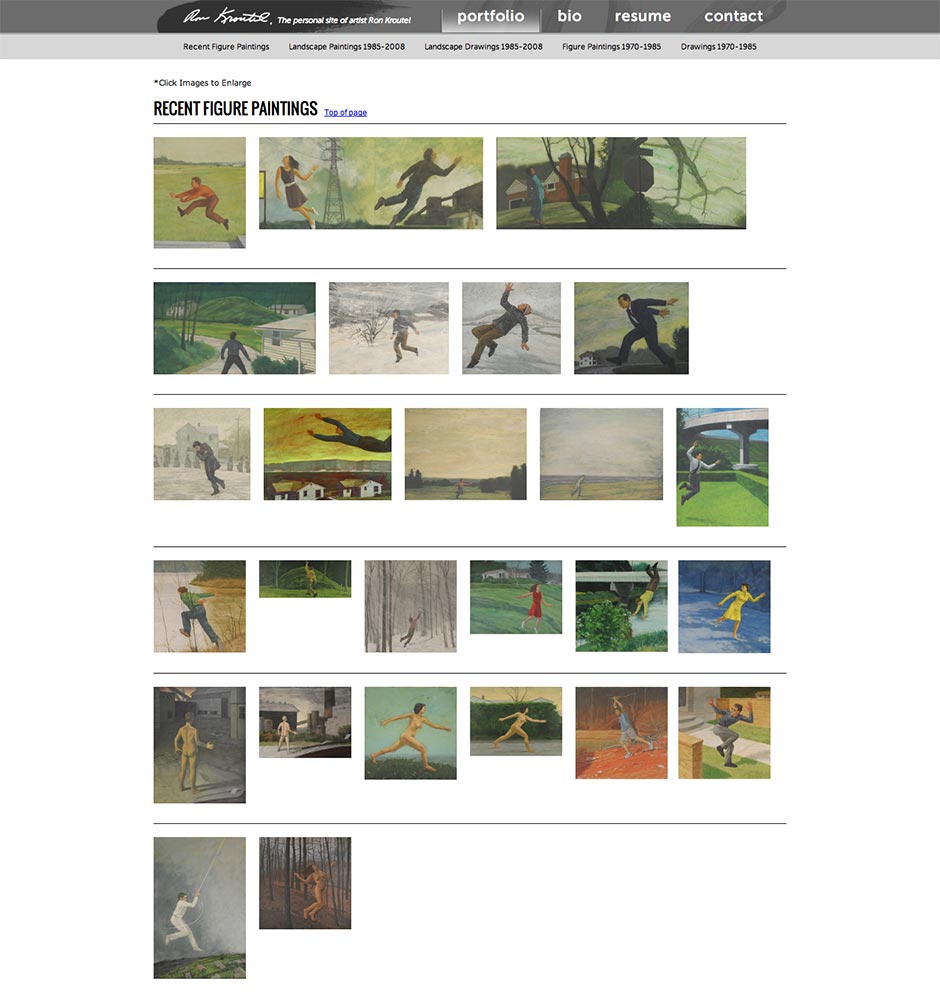 Ron Kroutel. The personal site of artist Ron Kroutel
portfolio bio resume contact
Recent Figure Paintings Landscape Paintings 1985-2008 Landscape Drawings 1985-2008 Figure Paintings 1970-1985 Drawings 1970-1985
*Click Images to Enlarge
RECENT FIGURE PAINTINGS Top of page